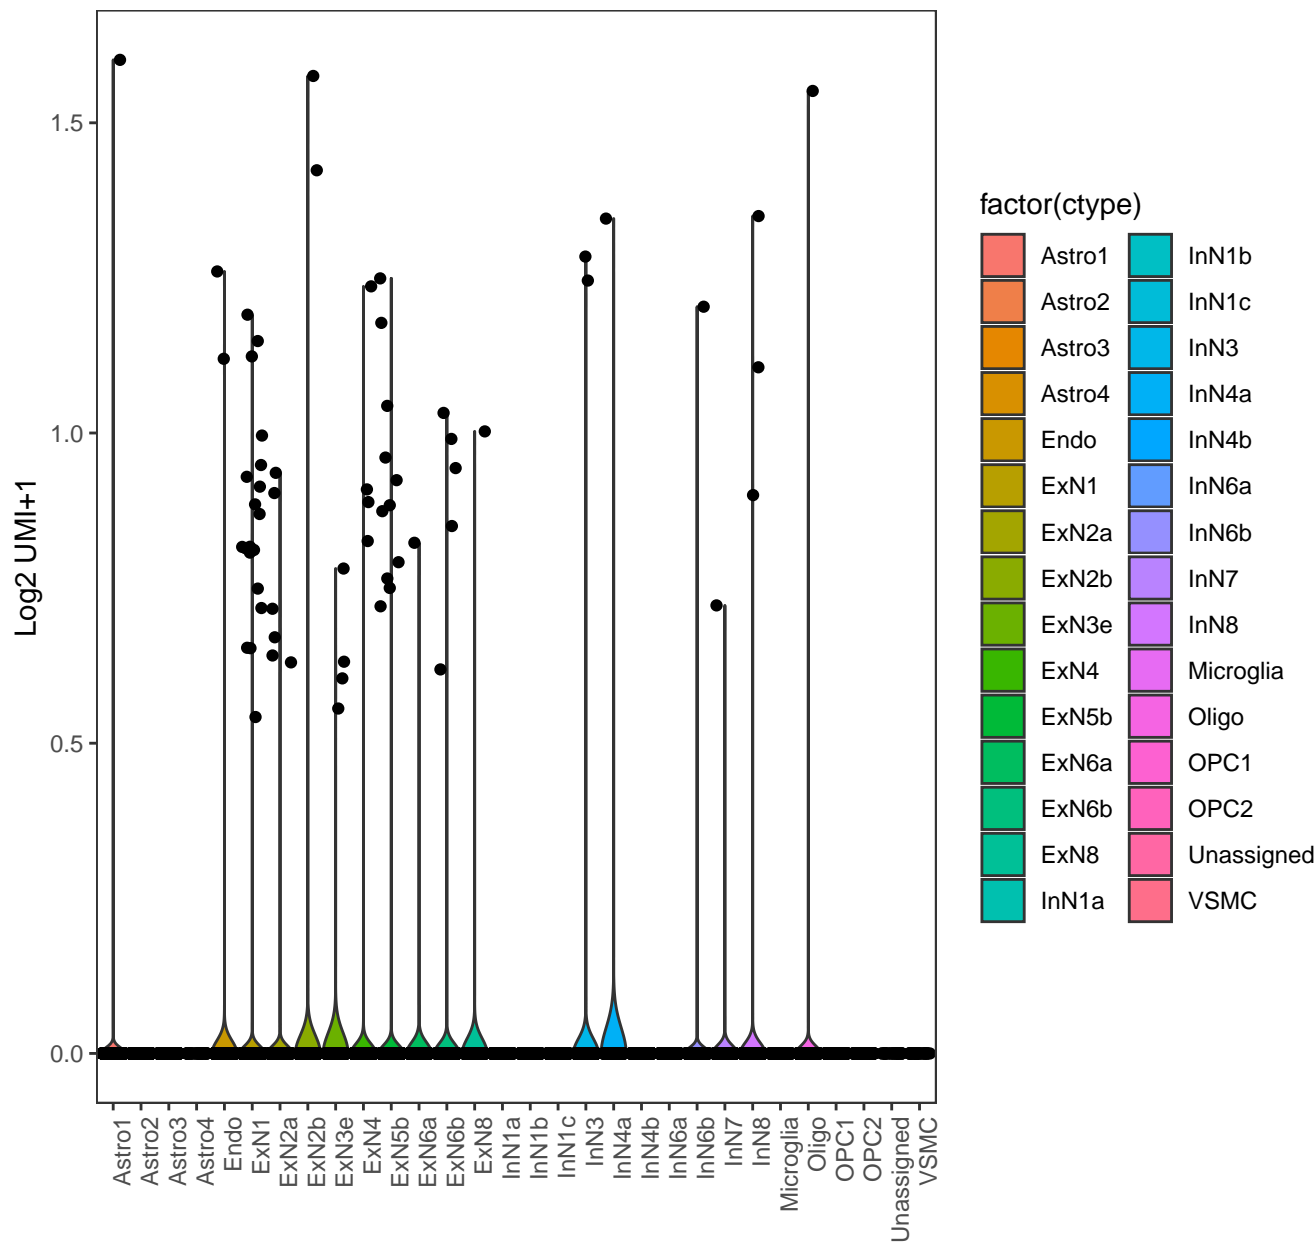 Log2 UMI+1
1.5
1.0
0.5
0.0
Astro1
Astro2
Astro3
Astro4
Endo
ExN1
ExN2a
ExN2b
ExN3e
ExN4
ExN5b
ExN6a
ExN6b
ExN8
InN1a
InN1b
InN1c
InN3
InN4a
InN4b
InN6a
InN6b
InN7
InN8
Microglia
Oligo
OPC1
OPC2
Unassigned
VSMC
factor(ctype)
Astro1
Astro2
Astro3
Astro4
Endo
ExN1
ExN2a
ExN2b
ExN3e
ExN4
ExN5b
ExN6a
ExN6b
ExN8
InN1a
InN1b
InN1c
InN3
InN4a
InN4b
InN6a
InN6b
InN7
InN8
Microglia
Oligo
OPC1
OPC2
Unassigned
VSMC